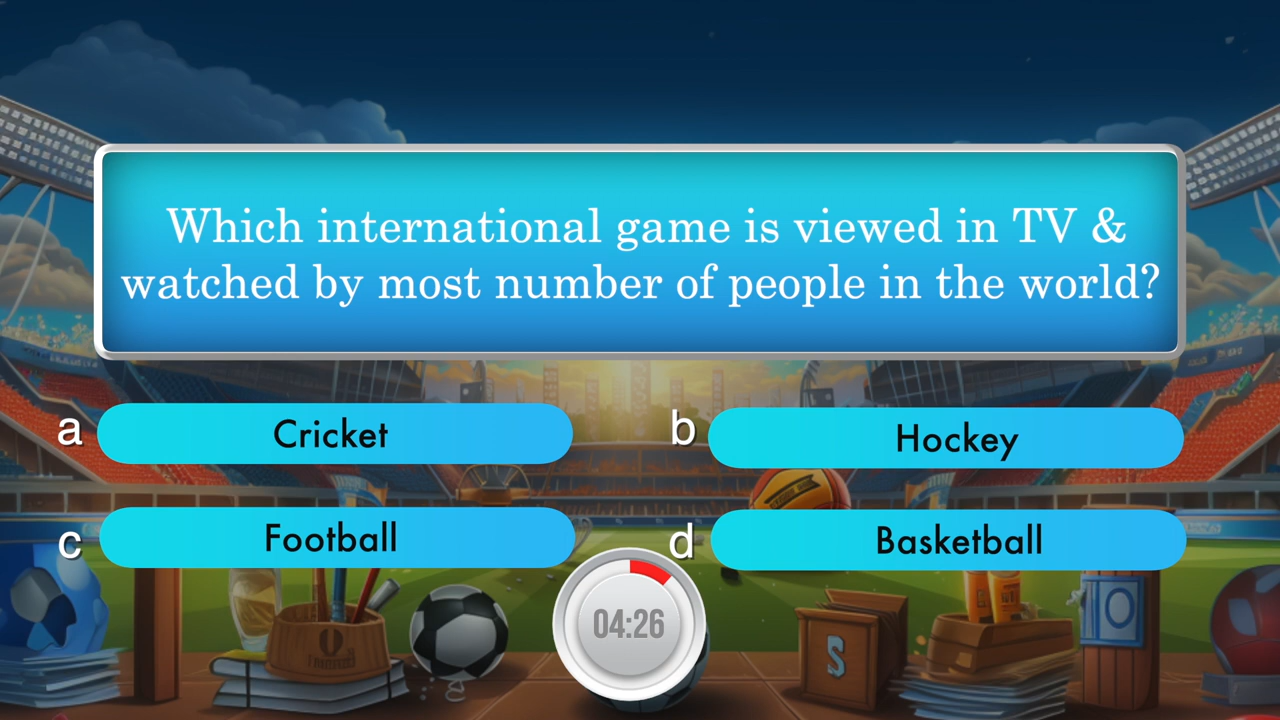 Which international game is viewed in TV &
watched by most number of people in the world?
a Cricket
b Hockey
c Football
d Basketball
04:26
S